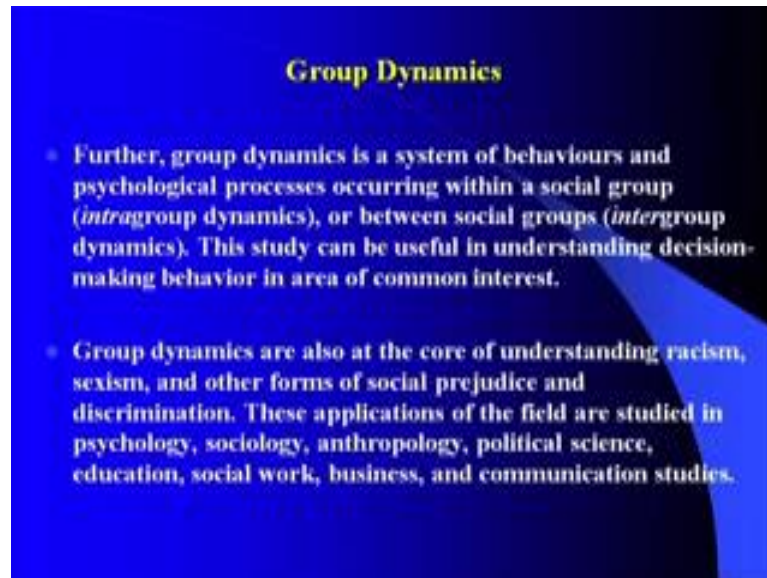 Group Dynamics
Further, group dynamics is a system of behaviours and
psychological processes occurring within a social group
(intragroup dynamics), or between social groups (intergroup
dynamics). This study can be useful in understanding decision-
making behavior in area of common interest.
Group dynamics are also at the core of understanding racism,
sexism, and other forms of social prejudice and
discrimination. These applications of the field are studied in
psychology, sociology, anthropology, political science,
education, social work, business, and communication studies.